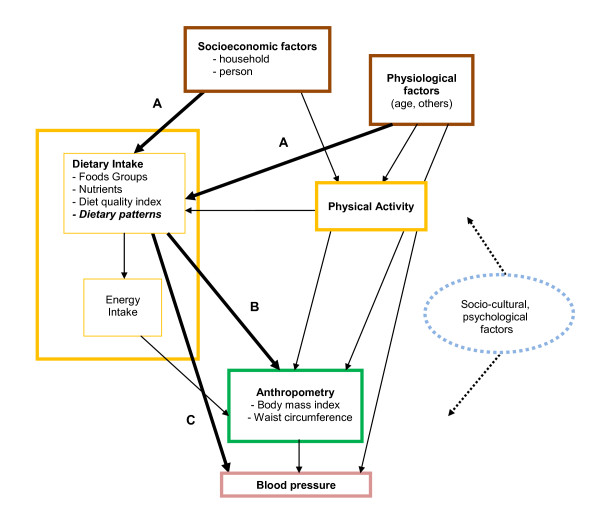 Socioeconomic factors
- household
- person
Physiological
factors
(age, others)
A
A
Dietary Intake
- Foods Groups
- Nutrients
- Diet quality index
- Dietary patterns
Physical Activity
Energy
Intake
B
Socio-cultural,
psychological
factors
Anthropometry
- Body mass index
- Waist circumference
C
Blood pressure